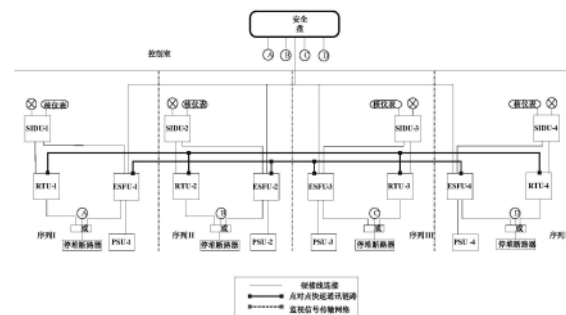 安全
盘
A B C D
控制室
核仪表 核仪表 核仪表 核仪表
SIDU-1 SIDU-2 SIDU-3 SIDU-4
RTU-1 ESFU-1 RTU-2 ESFU-2 ESFU-3 RTU-3 ESFU-4 RTU-4
A B C D
序列I 或 序列II 或 或 序列III 或 序列
停堆断路器 PSU-1 停堆断路器 PSU-2 PSU-3 停堆断路器 PSU-4 停堆断路器
硬接线连接
点对点快速通讯链路
监视信号传输网络